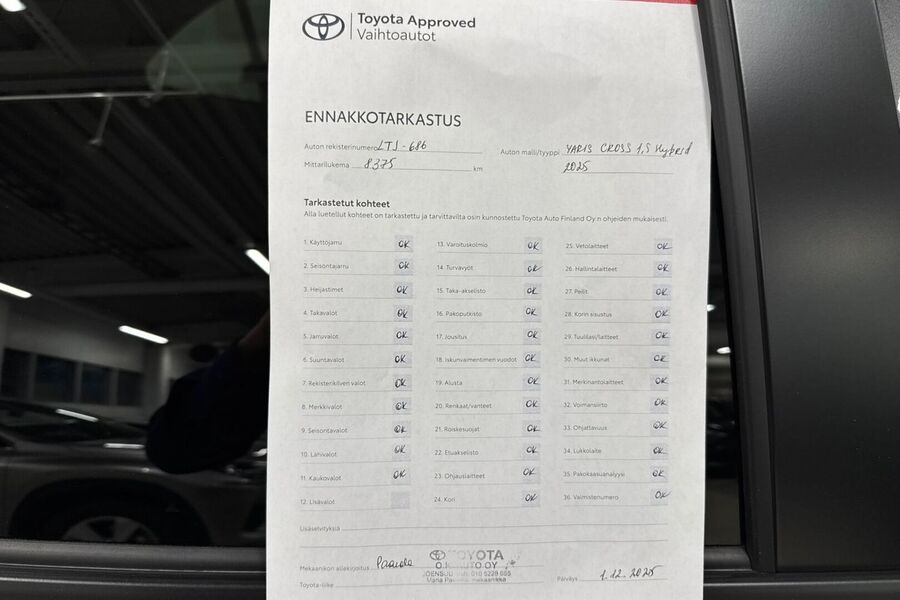 Toyota Approved
Vaihtoautot
ENNAKKOTARKASTUS
Auton rekisterinumero LTJ-686
Auton malli/tyyppi YARIS CROSS 1,5 Hybrid
Mittarilukema 8375 km
2025
Tarkastetut kohteet
Alla luetellut kohteet on tarkastettu ja tarvittavilta osin kunnostettu Toyota Auto Finland Oy:n ohjeiden mukaisesti.
1. Käyttöjarru OK
2. Seisontajarru OK
3. Heijastimet OK
4. Takavalot OK
5. Jarruvalot OK
6. Suuntavalot OK
7. Rekisterikilven valot OK
8. Merkkivalot OK
9. Seisontavalot OK
10. Lähivalot OK
11. Kaukovalot OK
12. Lisävalot
13. Varoituskolmio OK
14. Turvavyöt OK
15. Taka-akselisto OK
16. Pakoputkisto OK
17. Jousitus OK
18. Iskunvaimentimen vuodot OK
19. Alusta OK
20. Renkaat/vanteet OK
21. Roiskesuojat OK
22. Etuakselisto OK
23. Ohjauslaitteet OK
24. Kori OK
25. Vetolaitteet OK
26. Hallintalaitteet OK
27. Peilit OK
28. Korin sisustus OK
29. Tuulilasi/laitteet OK
30. Muut ikkunat OK
31. Merkinantolaitteet OK
32. Voimansiirto OK
33. Ohjattavuus OK
34. Lukkolaite OK
35. Pakokaasuanalyysi OK
36. Valmistenumero OK
Lisäselvityksiä
Mekaanikon allekirjoitus
TOYOTA
AUTO OY
JOENSUU
Toyota-liike
mekaanikka
Päiväys 1.12.2025